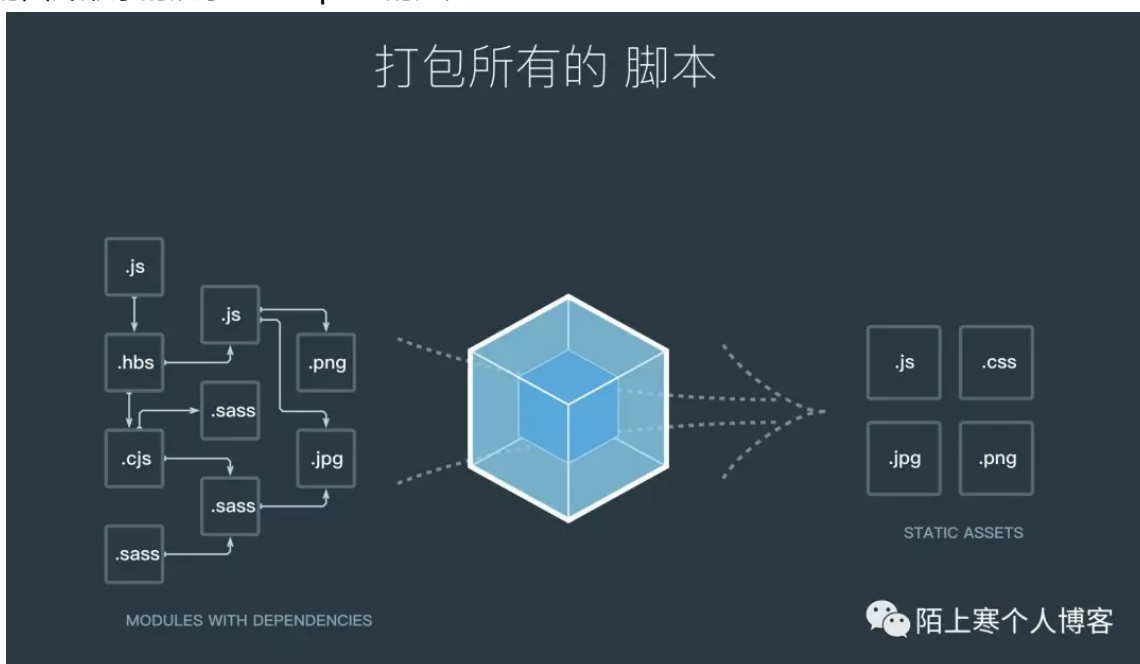 打包所有的 脚本
.js
.js
.hbs
.png
.sass
.cjs
.jpg
.sass
.sass
MODULES WITH DEPENDENCIES
.js
.css
.jpg
.png
STATIC ASSETS
陌上寒个人博客